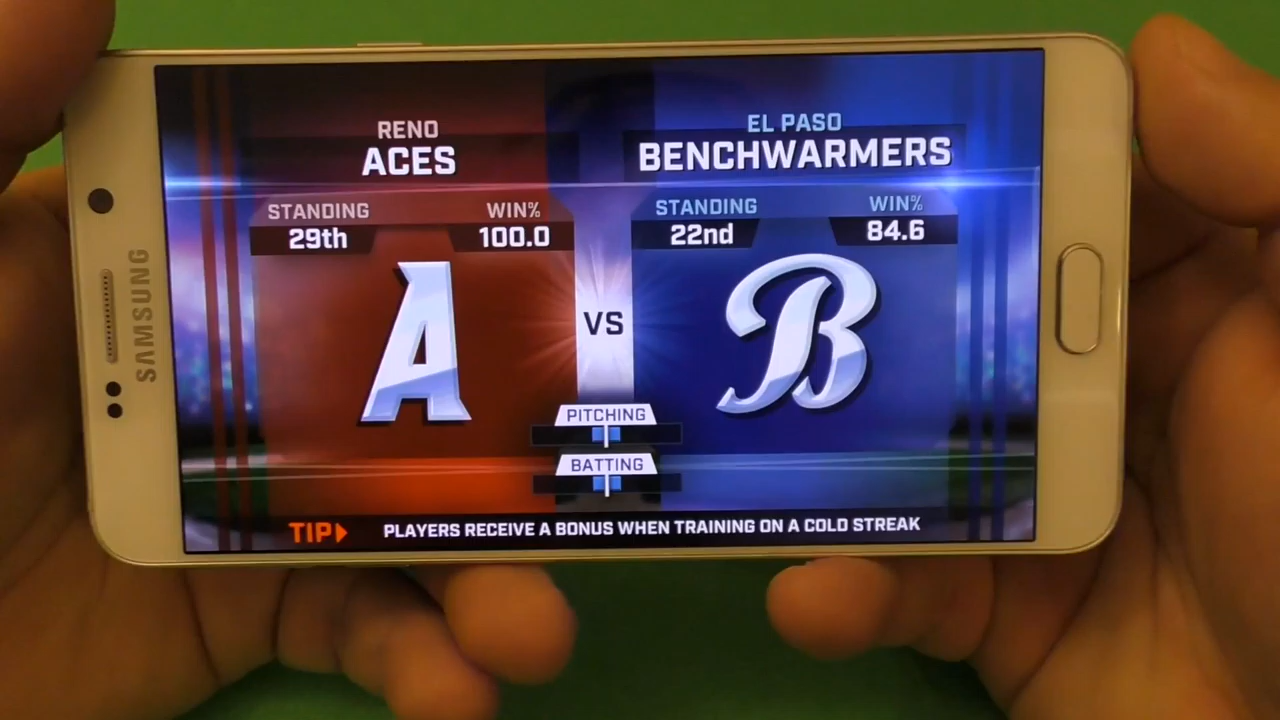 RENO
ACES
STANDING
WIN%
29th
100.0
EL PASO
BENCHWARMERS
STANDING
WIN%
22nd
84.6
A
VS
B
PITCHING
BATTING
TIP
PLAYERS RECEIVE A BONUS WHEN TRAINING ON A COLD STREAK
SAMSUNG